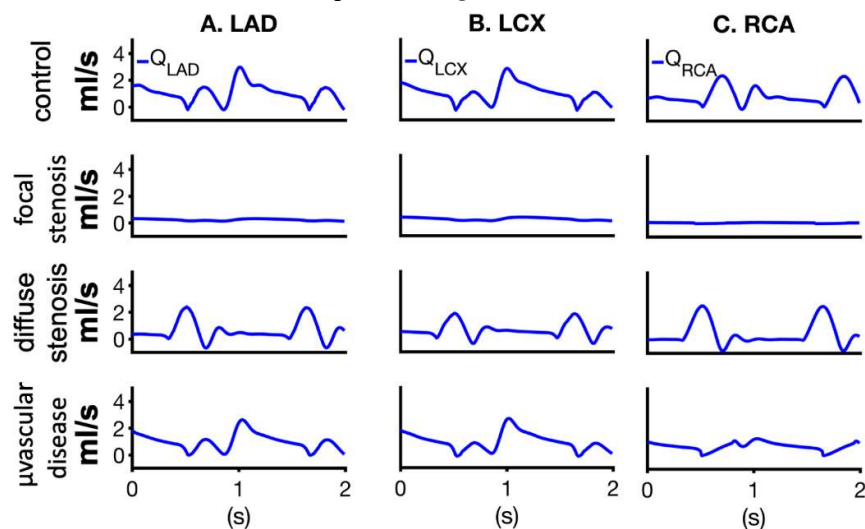 A. LAD B. LCX C. RCA
control
ml/s
4
2
0
Q_LAD
Q_LCX
Q_RCA
focal
stenosis
ml/s
4
2
0
diffuse
stenosis
ml/s
4
2
0
μvascular
disease
ml/s
4
2
0
0 1 2 0 1 2 0 1 2
(s) (s) (s)